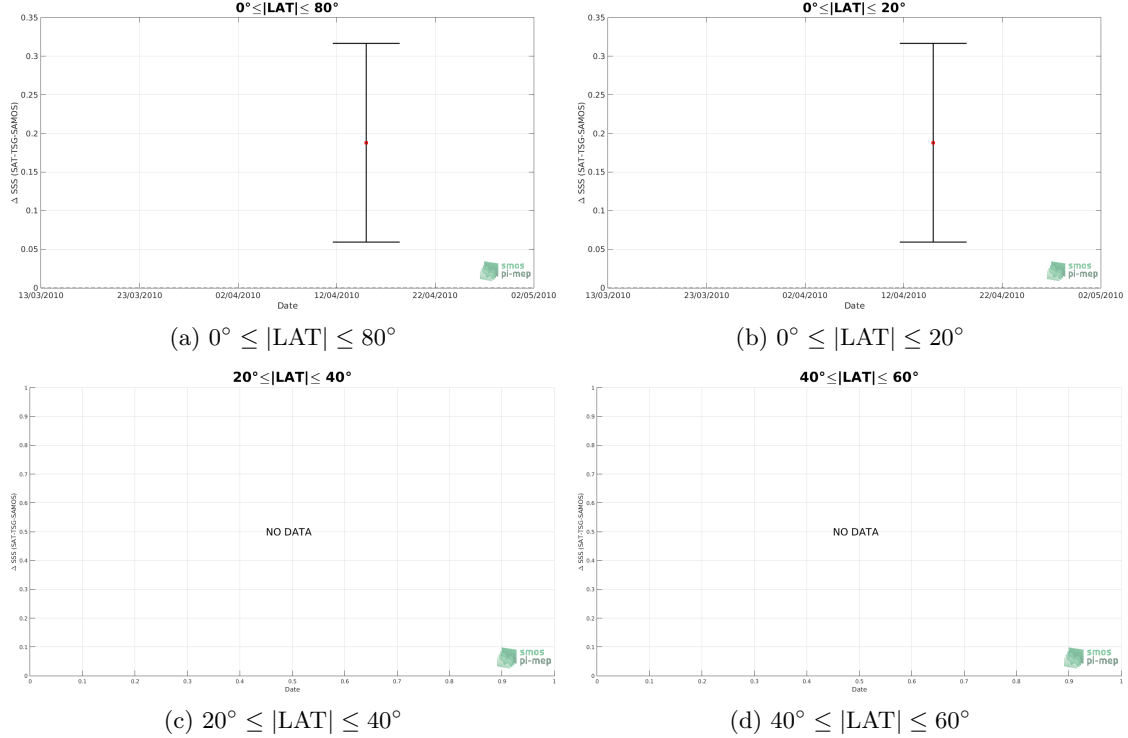 0°≤|LAT|≤ 80°
Δ SSS (SAT-TSG-SAMOS)
0.35
0.3
0.25
0.2
0.15
0.1
0.05
0
13/03/2010 23/03/2010 02/04/2010 12/04/2010 22/04/2010 02/05/2010
Date
smos
pi-mep
(a) 0° ≤ |LAT| ≤ 80°
0°≤|LAT|≤ 20°
Δ SSS (SAT-TSG-SAMOS)
0.35
0.3
0.25
0.2
0.15
0.1
0.05
0
13/03/2010 23/03/2010 02/04/2010 12/04/2010 22/04/2010 02/05/2010
Date
smos
pi-mep
(b) 0° ≤ |LAT| ≤ 20°
20°≤|LAT|≤ 40°
Δ SSS (SAT-TSG-SAMOS)
1
0.9
0.8
0.7
0.6
0.5
0.4
0.3
0.2
0.1
0
NO DATA
0 0.1 0.2 0.3 0.4 0.5 0.6 0.7 0.8 0.9 1
Date
smos
pi-mep
(c) 20° ≤ |LAT| ≤ 40°
40°≤|LAT|≤ 60°
Δ SSS (SAT-TSG-SAMOS)
1
0.9
0.8
0.7
0.6
0.5
0.4
0.3
0.2
0.1
0
NO DATA
0 0.1 0.2 0.3 0.4 0.5 0.6 0.7 0.8 0.9 1
Date
smos
pi-mep
(d) 40° ≤ |LAT| ≤ 60°